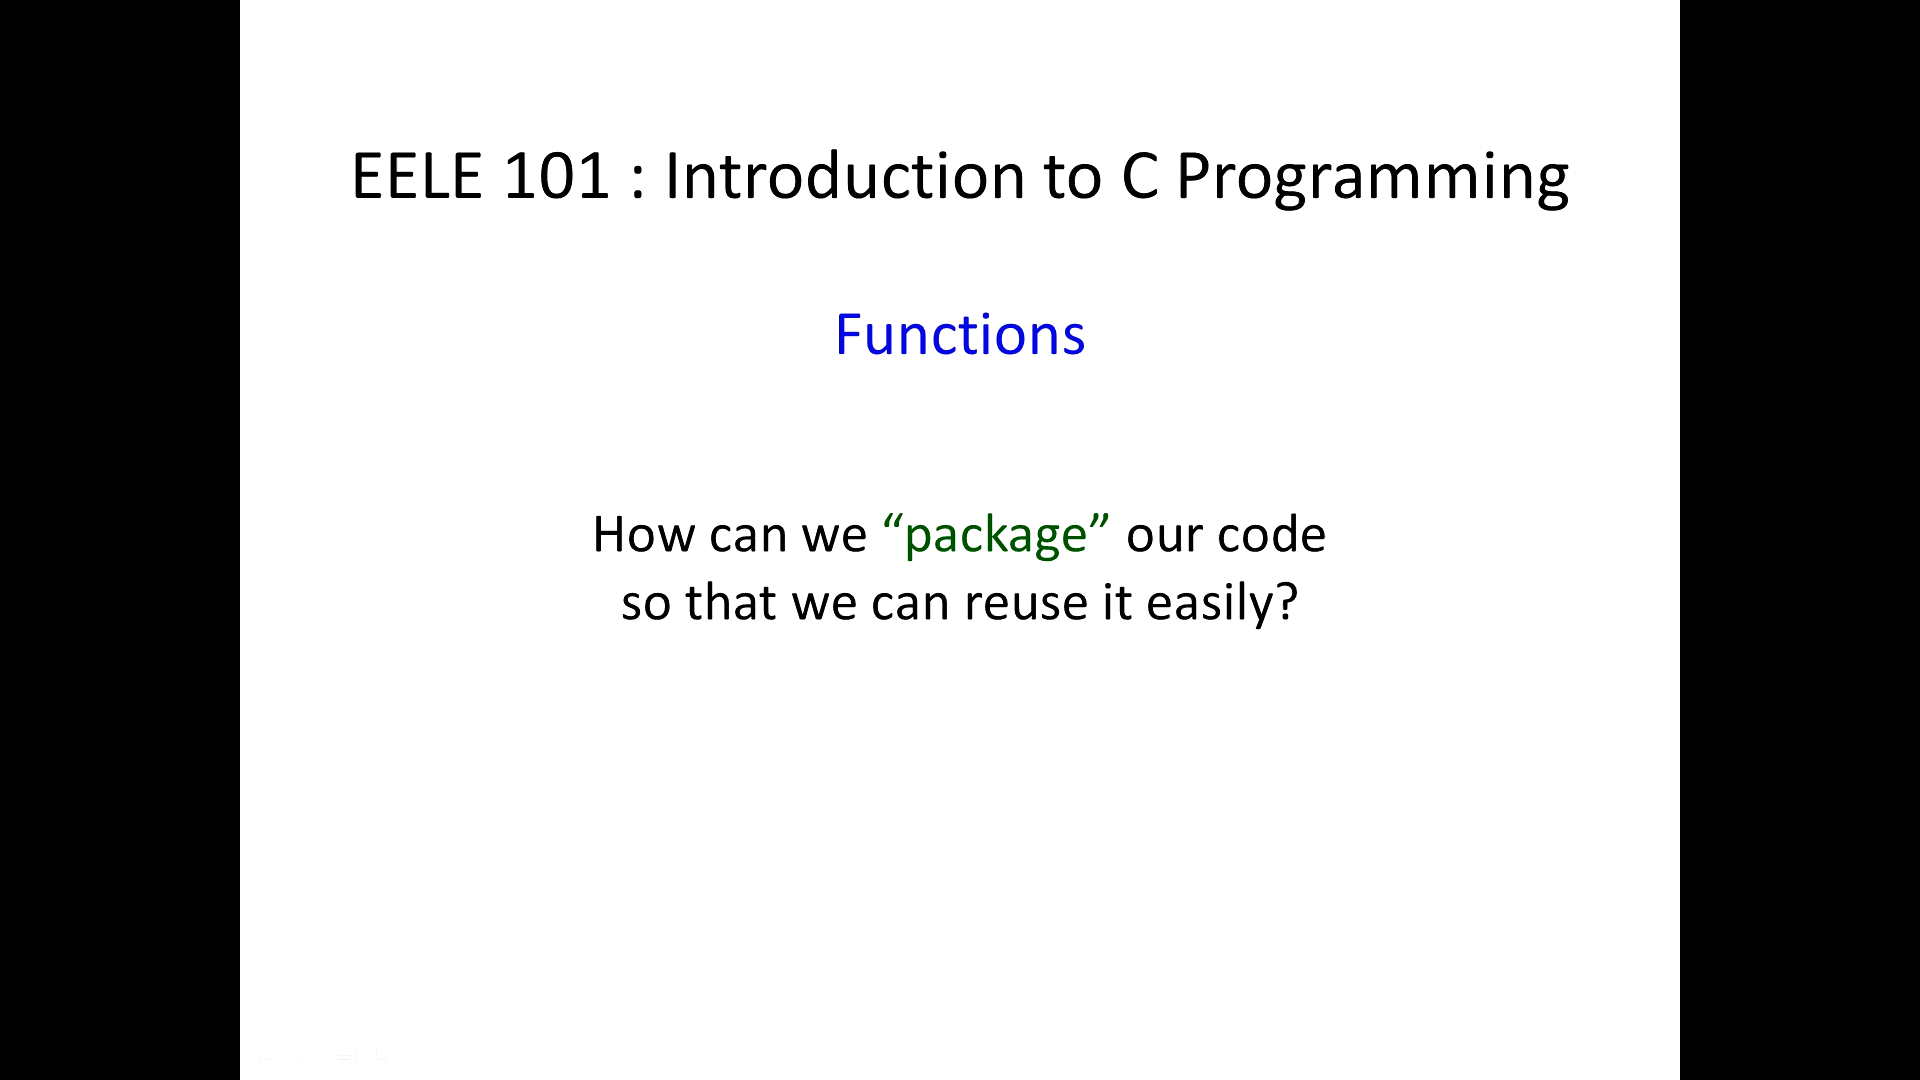 EELE 101 : Introduction to C Programming
Functions
How can we “package” our code
so that we can reuse it easily?